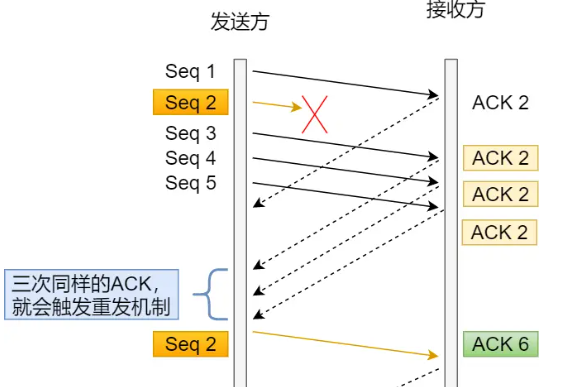 发送方
接收方
Seq 1
Seq 2
ACK 2
Seq 3
Seq 4
ACK 2
Seq 5
ACK 2
ACK 2
三次同样的ACK，
就会触发重发机制
Seq 2
ACK 6